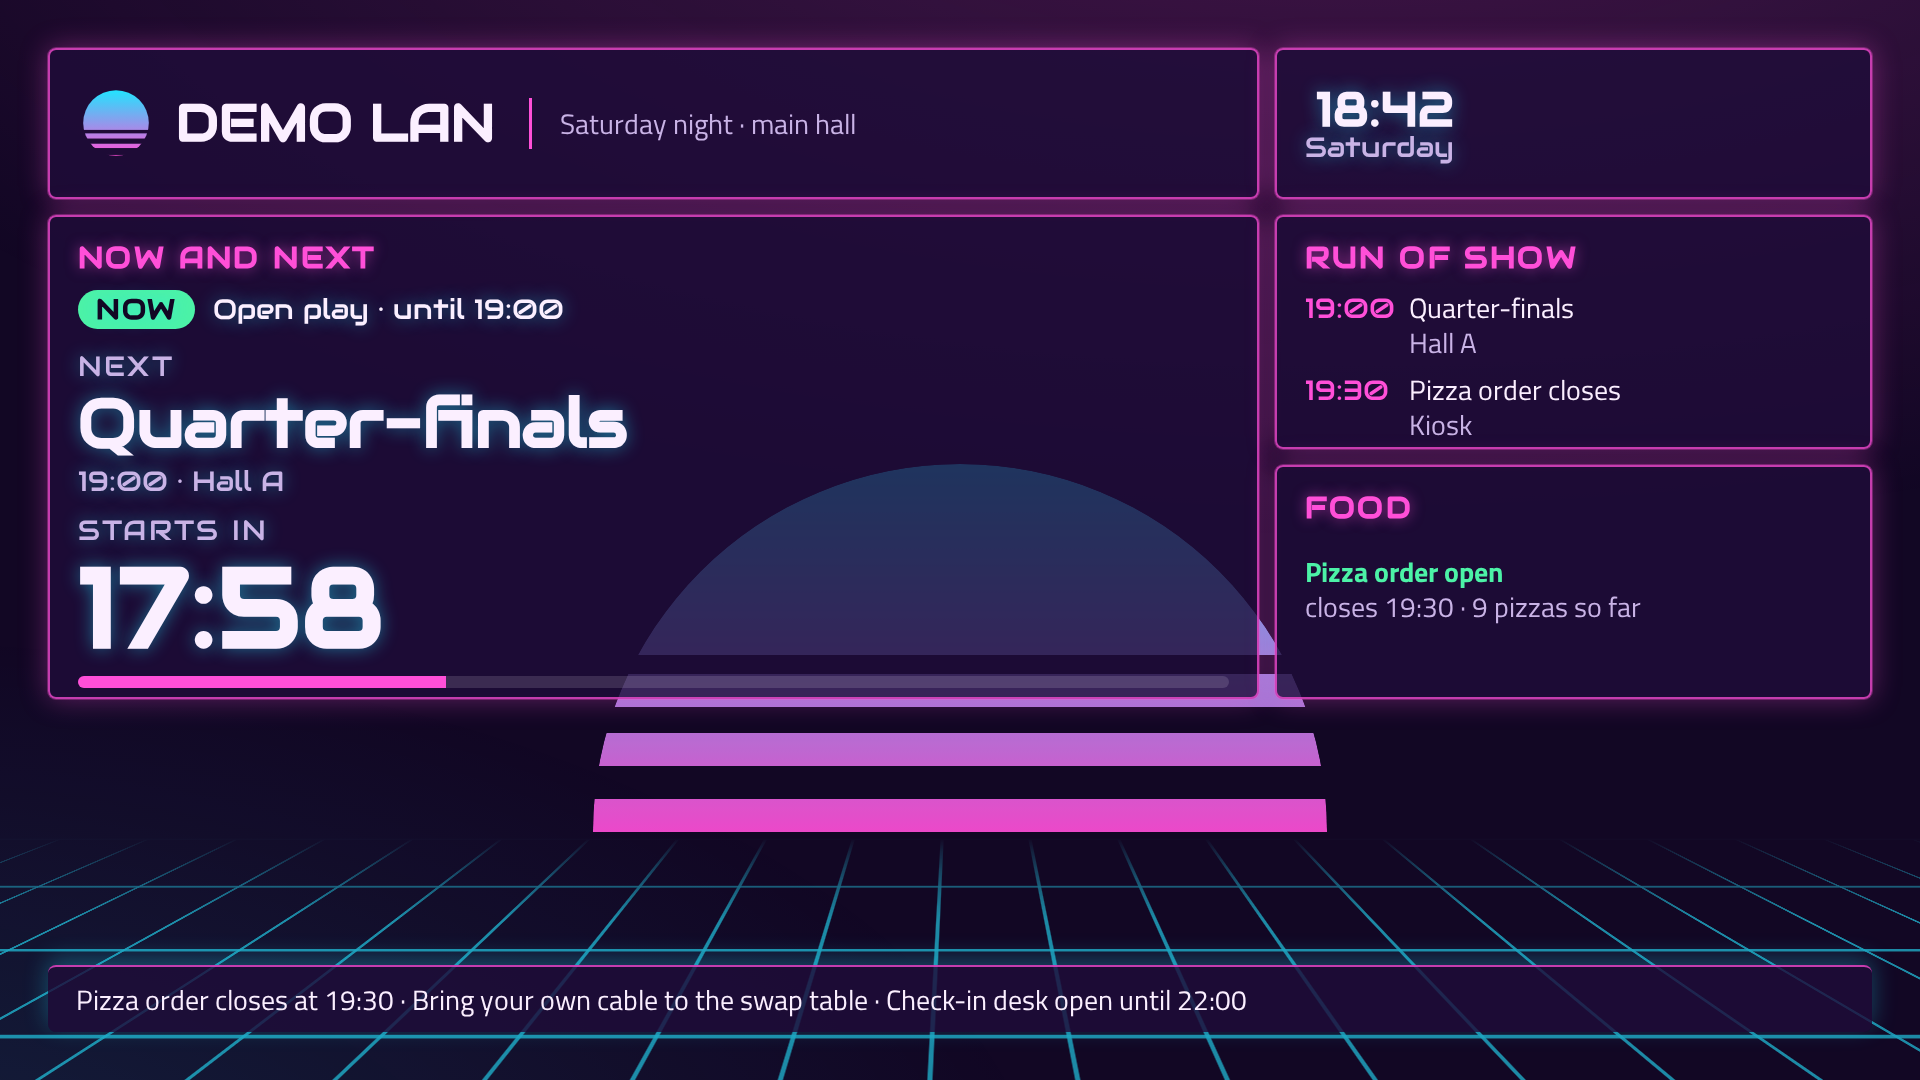 DEMO LAN
Saturday night · main hall
18:42
Saturday
NOW AND NEXT
NOW Open play · until 19:00
NEXT
Quarter-finals
19:00 · Hall A
STARTS IN
17:58
RUN OF SHOW
19:00 Quarter-finals
Hall A
19:30 Pizza order closes
Kiosk
FOOD
Pizza order open
closes 19:30 · 9 pizzas so far
Pizza order closes at 19:30 · Bring your own cable to the swap table · Check-in desk open until 22:00